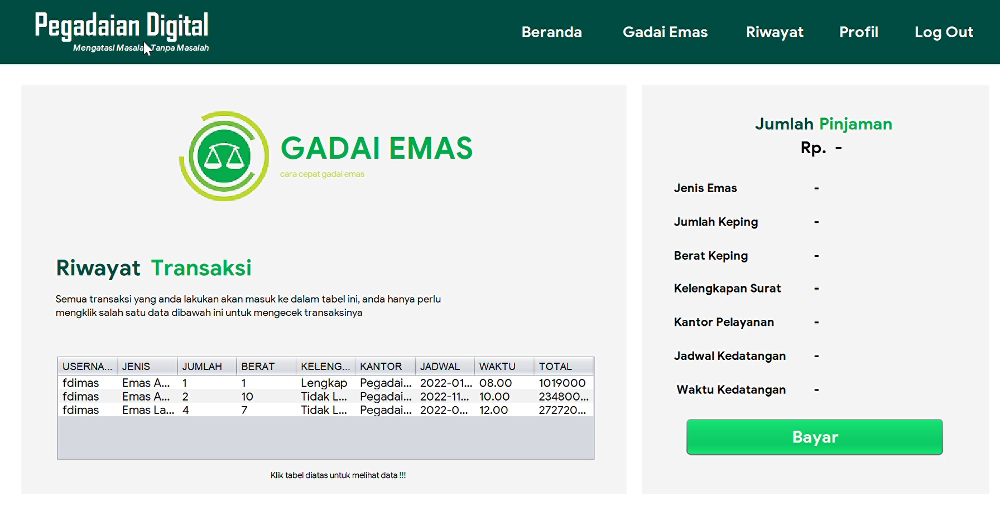 Pegadaian Digital
Mengatasi Masala Tanpa Masalah
Beranda Gadai Emas Riwayat Profil Log Out
GADAI EMAS
cara cepat gadai emas
Riwayat Transaksi
Semua transaksi yang anda lakukan akan masuk ke dalam tabel ini, anda hanya perlu
mengklik salah satu data dibawah ini untuk mengecek transaksinya
USERNA... JENIS JUMLAH BERAT KELENG... KANTOR JADWAL WAKTU TOTAL
fdimas Emas A... 1 1 Lengkap Pegadai... 2022-01... 08.00 1019000
fdimas Emas A... 2 10 Tidak L... Pegadai... 2022-11... 10.00 234800...
fdimas Emas La... 4 7 Tidak L... Pegadai... 2022-0... 12.00 272720...
Klik tabel diatas untuk melihat data !!!
Jumlah Pinjaman
Rp. -
Jenis Emas -
Jumlah Keping -
Berat Keping -
Kelengkapan Surat -
Kantor Pelayanan -
Jadwal Kedatangan -
Waktu Kedatangan -
Bayar